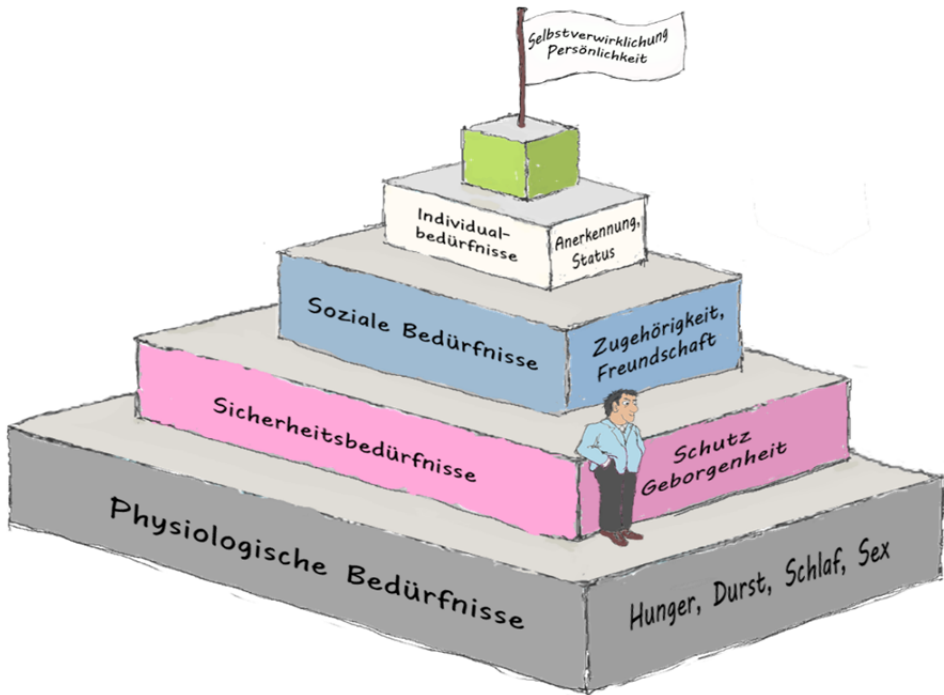 Selbstverwirklichung
Persönlichkeit
Individual-
bedürfnisse
Anerkennung,
Status
Soziale Bedürfnisse
Zugehörigkeit,
Freundschaft
Sicherheitsbedürfnisse
Schutz
Geborgenheit
Physiologische Bedürfnisse
Hunger, Durst, Schlaf, Sex